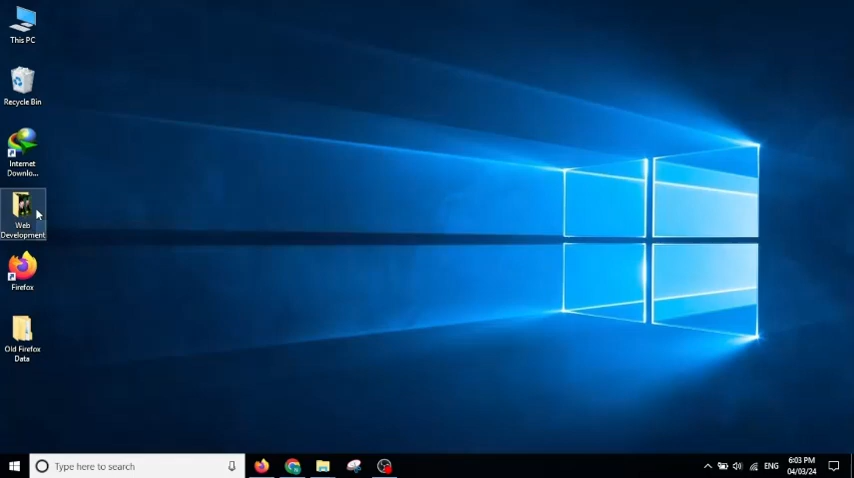 This PC
Recycle Bin
Internet
Downlo...
Web
Development
Firefox
Old Firefox
Data
Type here to search
ENG
6:03 PM
04/03/24